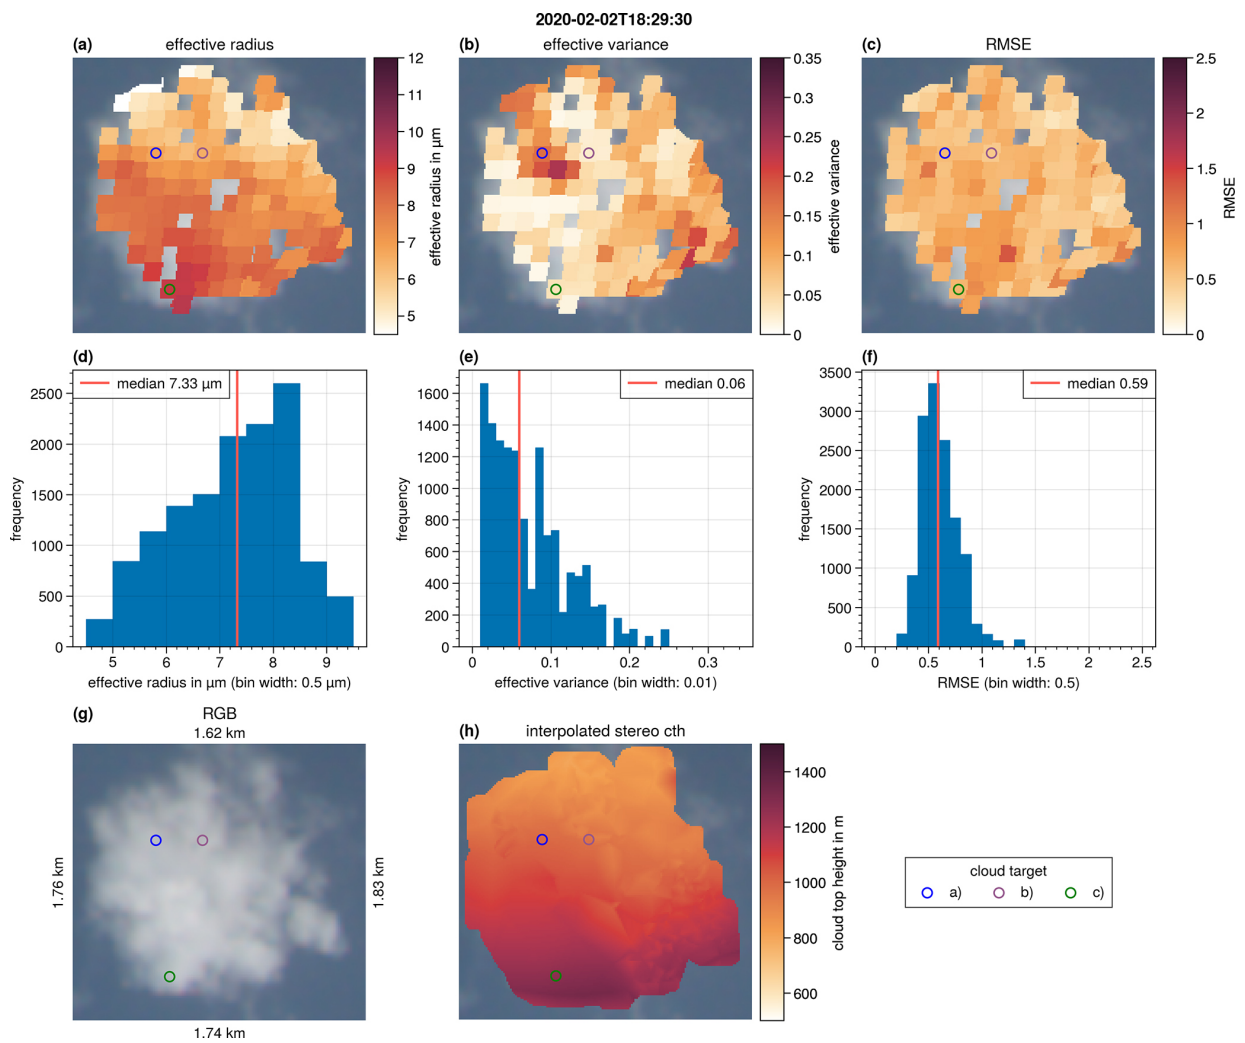 2020-02-02T18:29:30
(a) effective radius
12
11
10
9
8
7
6
5
effective radius in µm
(b) effective variance
0.35
0.3
0.25
0.2
0.15
0.1
0.05
0
effective variance
(c) RMSE
2.5
2
1.5
1
0.5
0
RMSE
(d)
median 7.33 µm
2500
2000
1500
1000
500
0
frequency
5 6 7 8 9
effective radius in µm (bin width: 0.5 µm)
(e)
median 0.06
1600
1400
1200
1000
800
600
400
200
0
frequency
0 0.1 0.2 0.3
effective variance (bin width: 0.01)
(f)
median 0.59
3500
3000
2500
2000
1500
1000
500
0
frequency
0 0.5 1 1.5 2 2.5
RMSE (bin width: 0.5)
(g) RGB
1.62 km
1.76 km
1.83 km
1.74 km
(h) interpolated stereo cth
1400
1200
1000
800
600
cloud top height in m
cloud target
a) b) c)